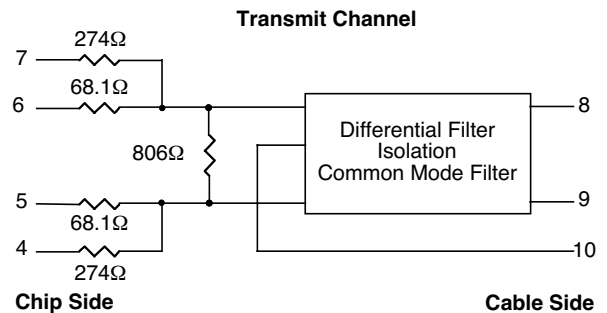 Transmit Channel
274Ω
7
68.1Ω
6
8
Differential Filter
Isolation
Common Mode Filter
806Ω
5
9
68.1Ω
4
10
274Ω
Chip Side
Cable Side